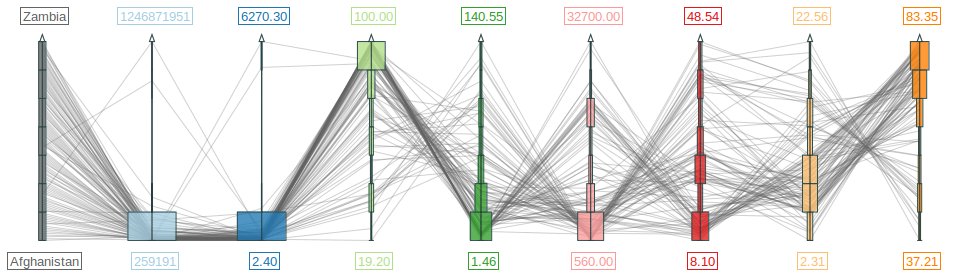 Zambia 1246871951 6270.30 100.00 140.55 32700.00 48.54 22.56 83.35
Afghanistan 259191 2.40 19.20 1.46 560.00 8.10 2.31 37.21